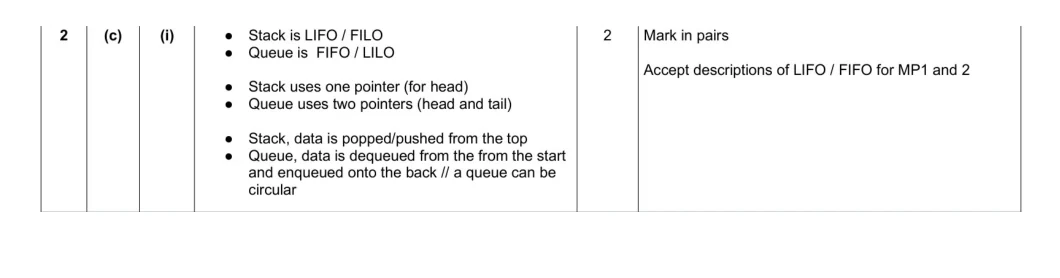 2 (c) (i) ● Stack is LIFO / FILO 2 Mark in pairs
● Queue is FIFO / LILO
Accept descriptions of LIFO / FIFO for MP1 and 2
● Stack uses one pointer (for head)
● Queue uses two pointers (head and tail)
● Stack, data is popped/pushed from the top
● Queue, data is dequeued from the from the start
and enqueued onto the back // a queue can be
circular